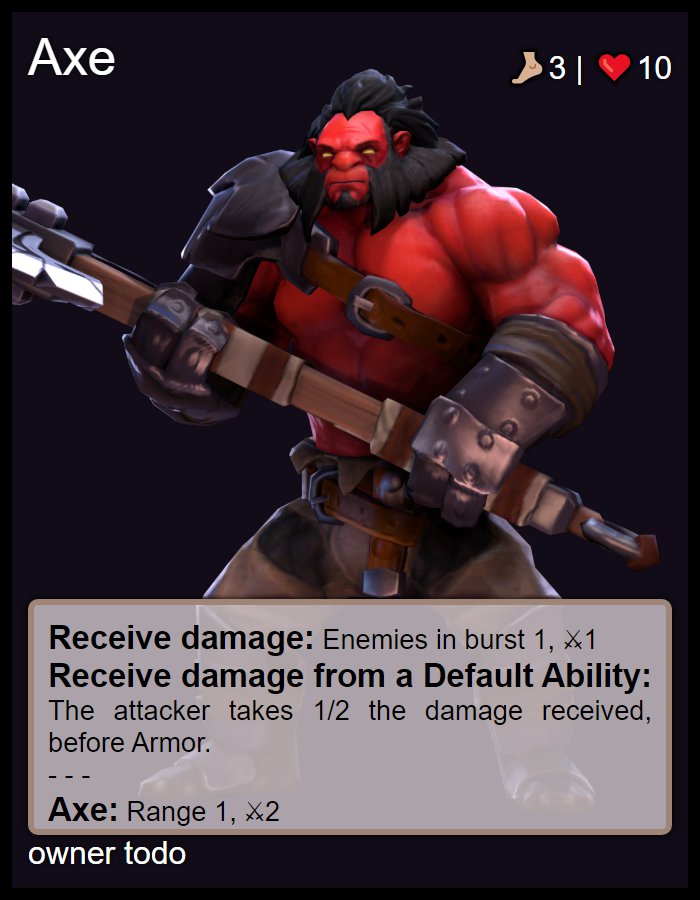 Axe
🦶3 | ❤️10
Receive damage: Enemies in burst 1, ⚔1
Receive damage from a Default Ability:
The attacker takes 1/2 the damage received,
before Armor.
- - -
Axe: Range 1, ⚔2
owner todo